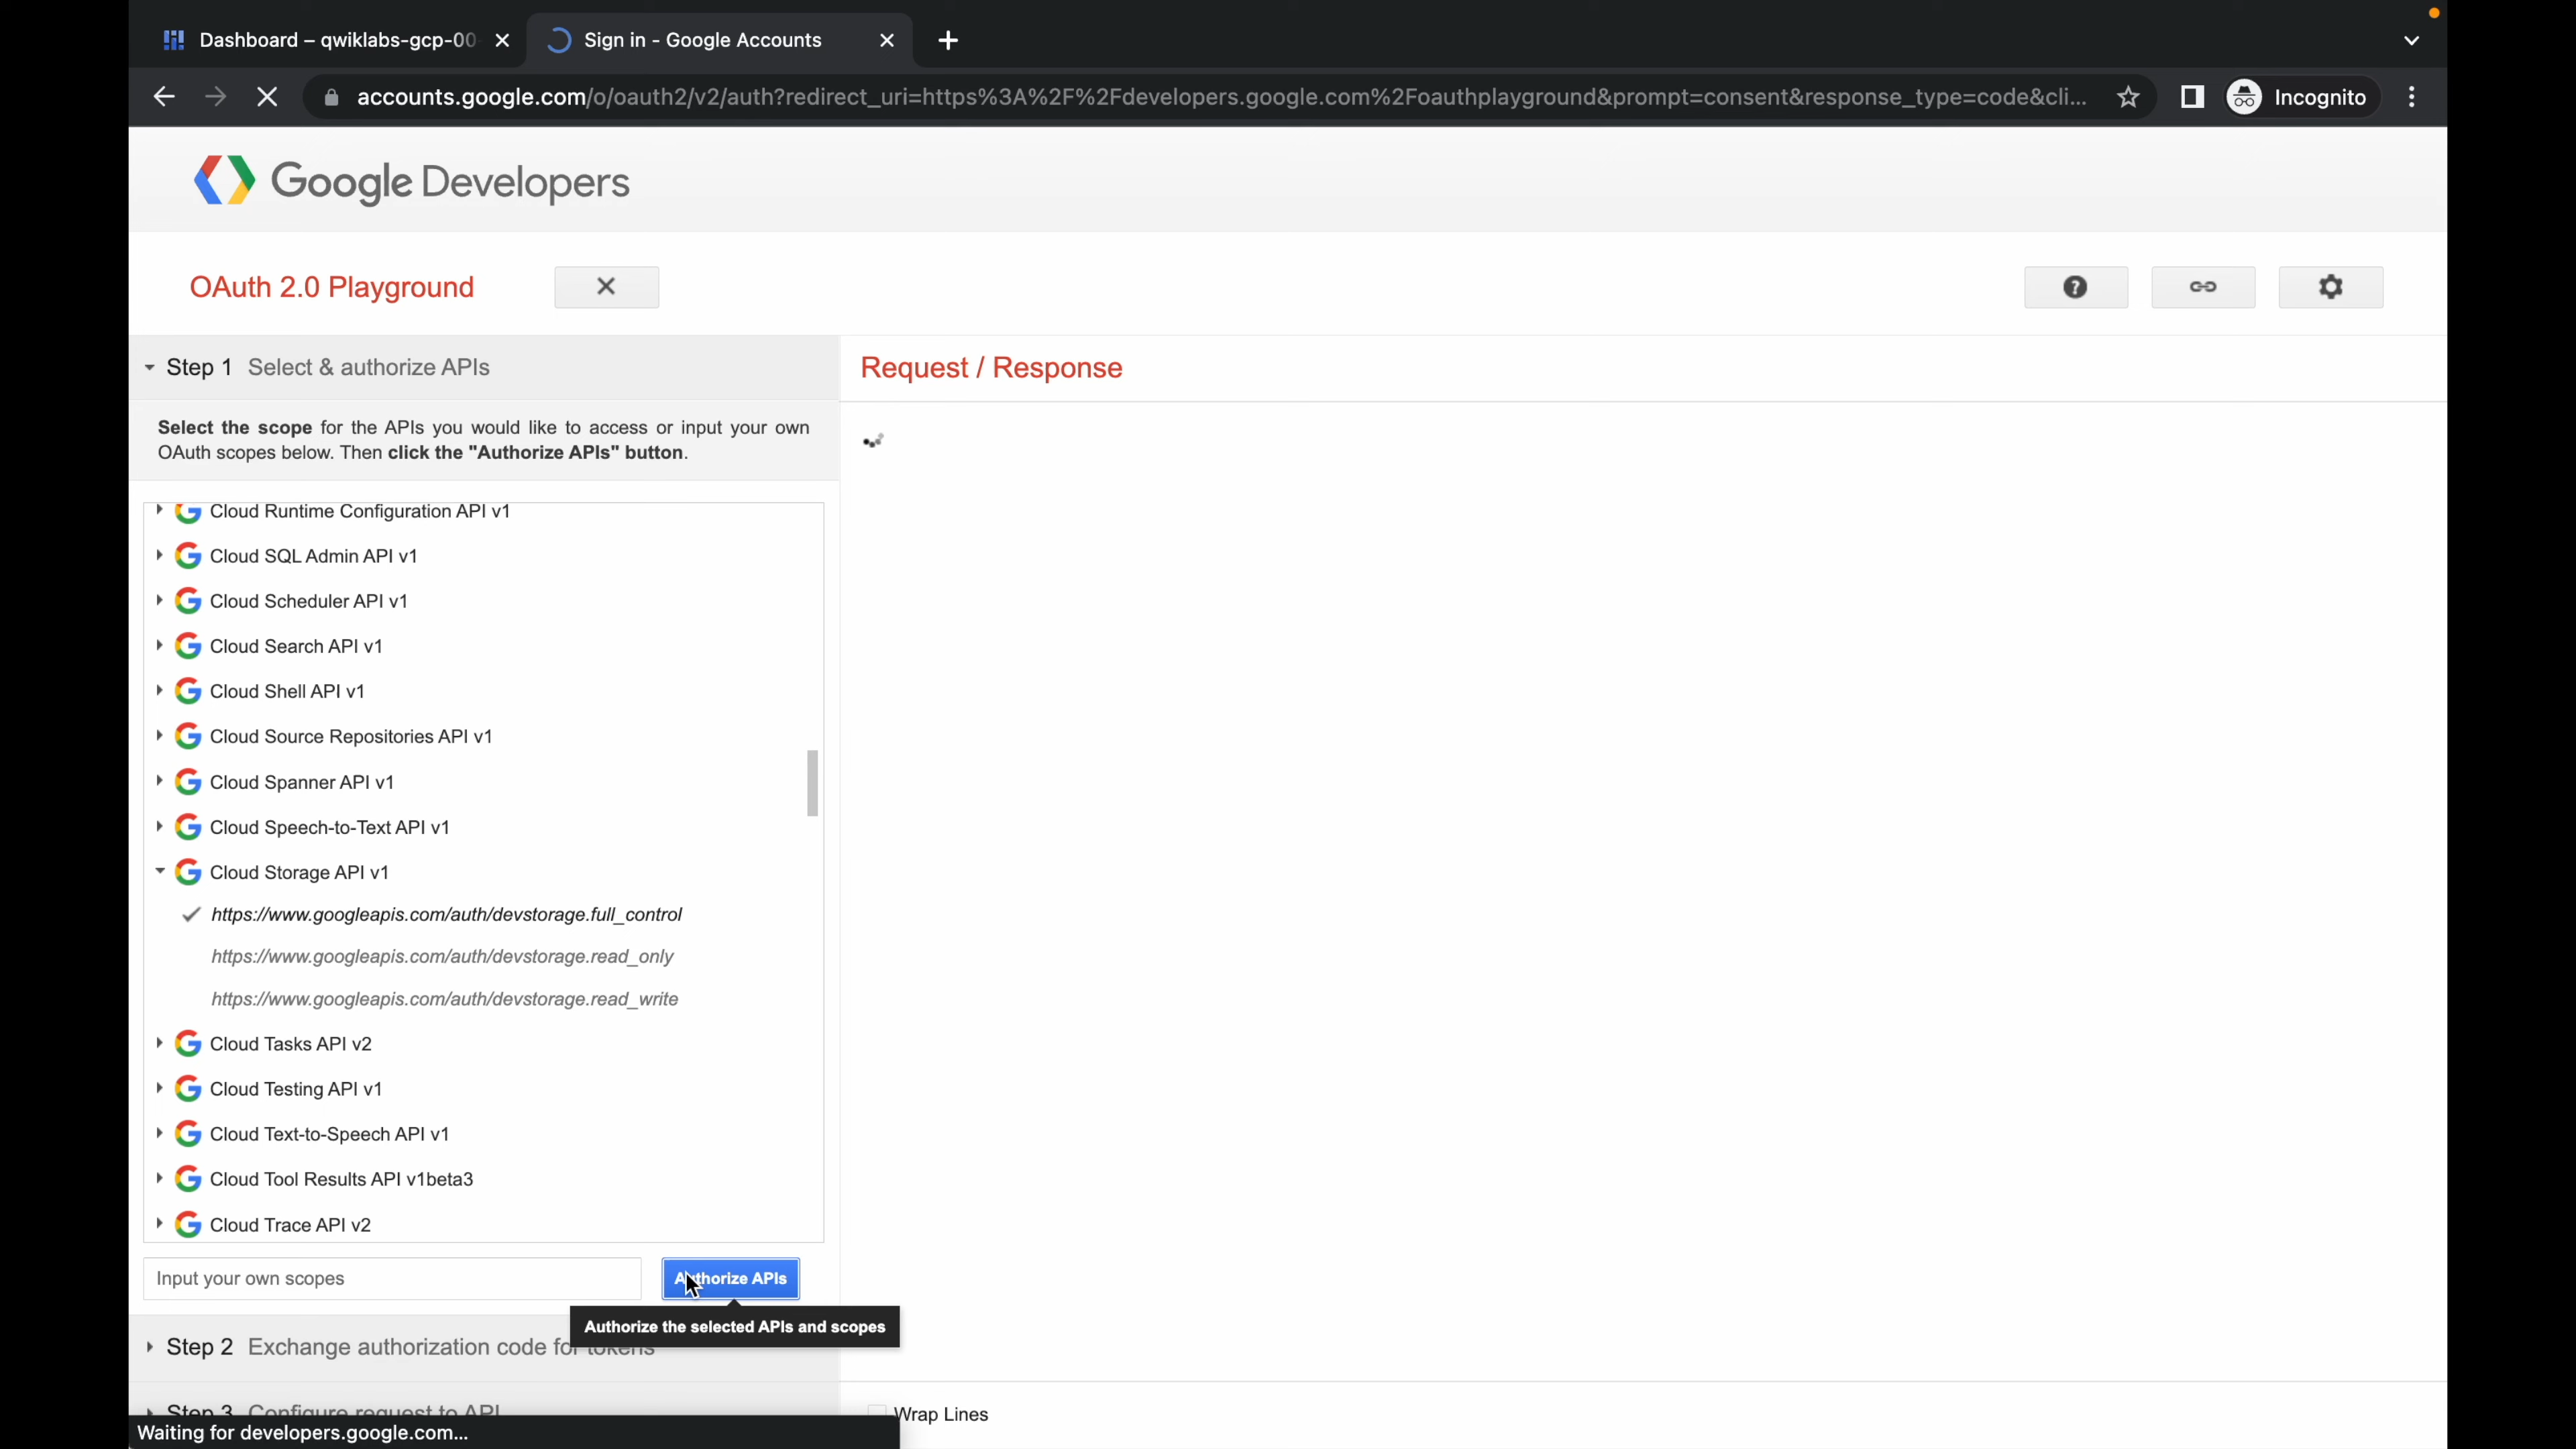 Dashboard – qwiklabs-gcp-00
Sign in - Google Accounts
accounts.google.com/o/oauth2/v2/auth?redirect_uri=https%3A%2F%2Fdevelopers.google.com%2Foauthplayground&prompt=consent&response_type=code&cli...
Incognito
Google Developers
OAuth 2.0 Playground
Step 1 Select & authorize APIs
Request / Response
Select the scope for the APIs you would like to access or input your own
OAuth scopes below. Then click the "Authorize APIs" button.
Cloud Runtime Configuration API v1
Cloud SQL Admin API v1
Cloud Scheduler API v1
Cloud Search API v1
Cloud Shell API v1
Cloud Source Repositories API v1
Cloud Spanner API v1
Cloud Speech-to-Text API v1
Cloud Storage API v1
https://www.googleapis.com/auth/devstorage.full_control
https://www.googleapis.com/auth/devstorage.read_only
https://www.googleapis.com/auth/devstorage.read_write
Cloud Tasks API v2
Cloud Testing API v1
Cloud Text-to-Speech API v1
Cloud Tool Results API v1beta3
Cloud Trace API v2
Input your own scopes
Authorize APIs
Authorize the selected APIs and scopes
Step 2 Exchange authorization code for tokens
Step 3 Configure request to API
Wrap Lines
Waiting for developers.google.com...